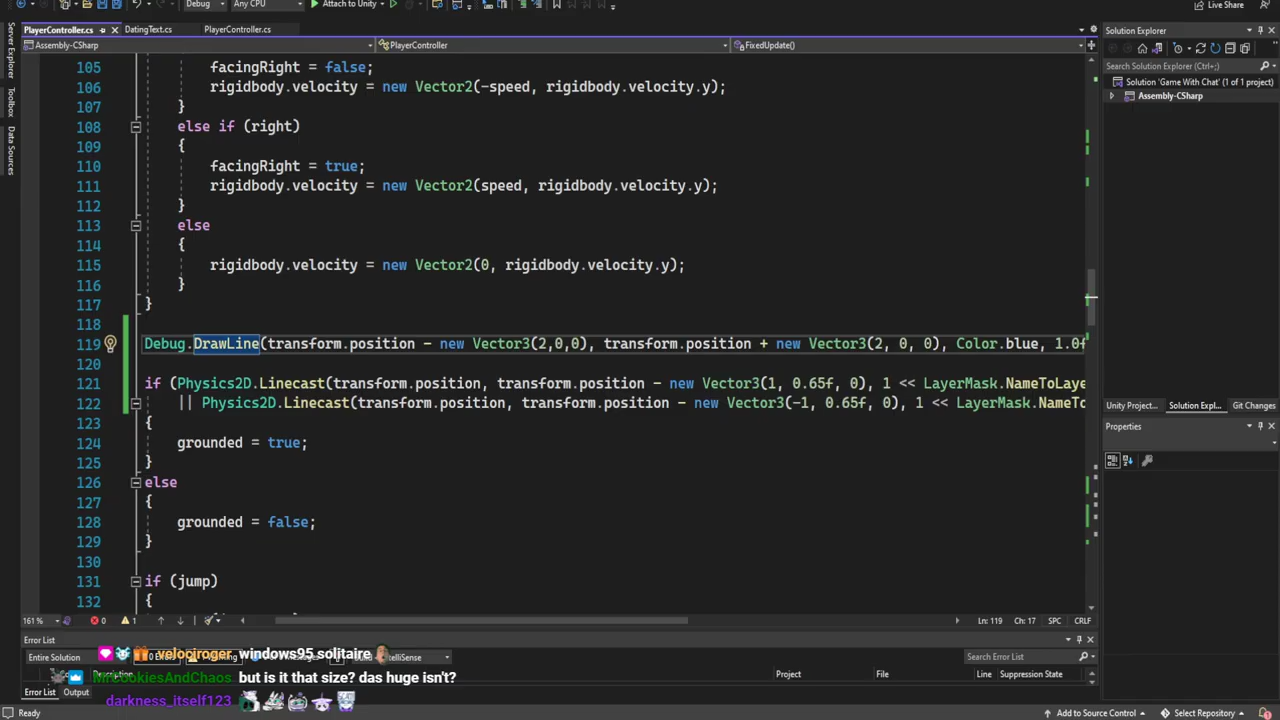 Debug
Any CPU
Attach to Unity
Live Share
PlayerController.cs
DatingText.cs
PlayerController.cs
Assembly-CSharp
PlayerController
FixedUpdate()
Server Explorer
Toolbox
Data Sources
105
106 facingRight = false;
rigidbody.velocity = new Vector2(-speed, rigidbody.velocity.y);
107 }
108 else if (right)
109 {
110 facingRight = true;
111 rigidbody.velocity = new Vector2(speed, rigidbody.velocity.y);
112 }
113 else
114 {
115 rigidbody.velocity = new Vector2(0, rigidbody.velocity.y);
116 }
117 }
118
119 Debug.DrawLine(transform.position - new Vector3(2,0,0), transform.position + new Vector3(2, 0, 0), Color.blue, 1.0f
120
121 if (Physics2D.Linecast(transform.position, transform.position - new Vector3(1, 0.65f, 0), 1 << LayerMask.NameToLaye
122 || Physics2D.Linecast(transform.position, transform.position - new Vector3(-1, 0.65f, 0), 1 << LayerMask.NameTo
123 {
124 grounded = true;
125 }
126 else
127 {
128 grounded = false;
129 }
130
131 if (jump)
132 {
Solution Explorer
Search Solution Explorer (Ctrl+;)
Solution 'Game With Chat' (1 of 1 project)
Assembly-CSharp
Unity Project...
Solution Expl...
Git Changes
Properties
161 %
0
1
Ln: 119
Ch: 17
SPC
CRLF
Error List
Entire Solution
velociroger windows95 solitaire
Search Error List
Description
Project
File
Line
Suppression State
MrCookiesAndChaos but is it that size? das huge isn't?
Error List
Output
darkness_itself123
Ready
Add to Source Control
Select Repository